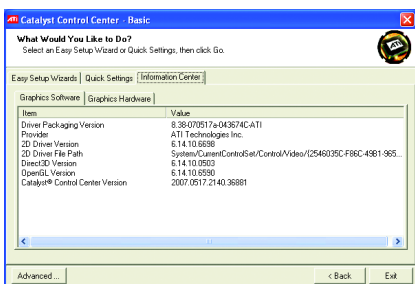 ATI Catalyst Control Center - Basic
What Would You Like to Do?
Select an Easy Setup Wizard or Quick Settings, then click Go.
Easy Setup Wizards Quick Settings Information Center
Graphics Software Graphics Hardware
Item Value
Driver Packaging Version 8.38-070517a-043674C-ATI
Provider ATI Technologies Inc.
2D Driver Version 6.14.10.6698
2D Driver File Path System/CurrentControlSet/Control/Video/{2546035C-F86C-49B1-965...
Direct3D Version 6.14.10.0503
OpenGL Version 6.14.10.6590
Catalyst® Control Center Version 2007.0517.2140.36881
Advanced ... < Back Exit